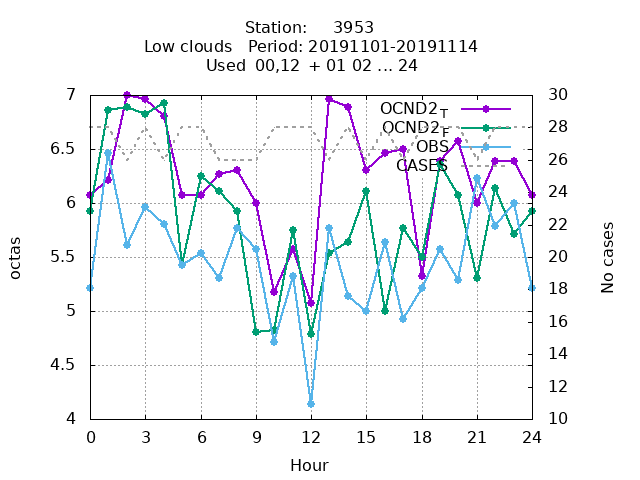 Station: 3953
Low clouds Period: 20191101-20191114
Used 00,12 + 01 02 ... 24
7
6.5
6
5.5
5
4.5
4
octas
OCND2_T
OCND2_F
OBS
CASES
30
28
26
24
22
20
18
16
14
12
10
No cases
0 3 6 9 12 15 18 21 24
Hour